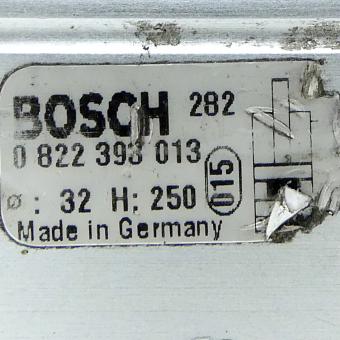 BOSCH 282
0 822 393 013
ø: 32 H: 250 015
Made in Germany